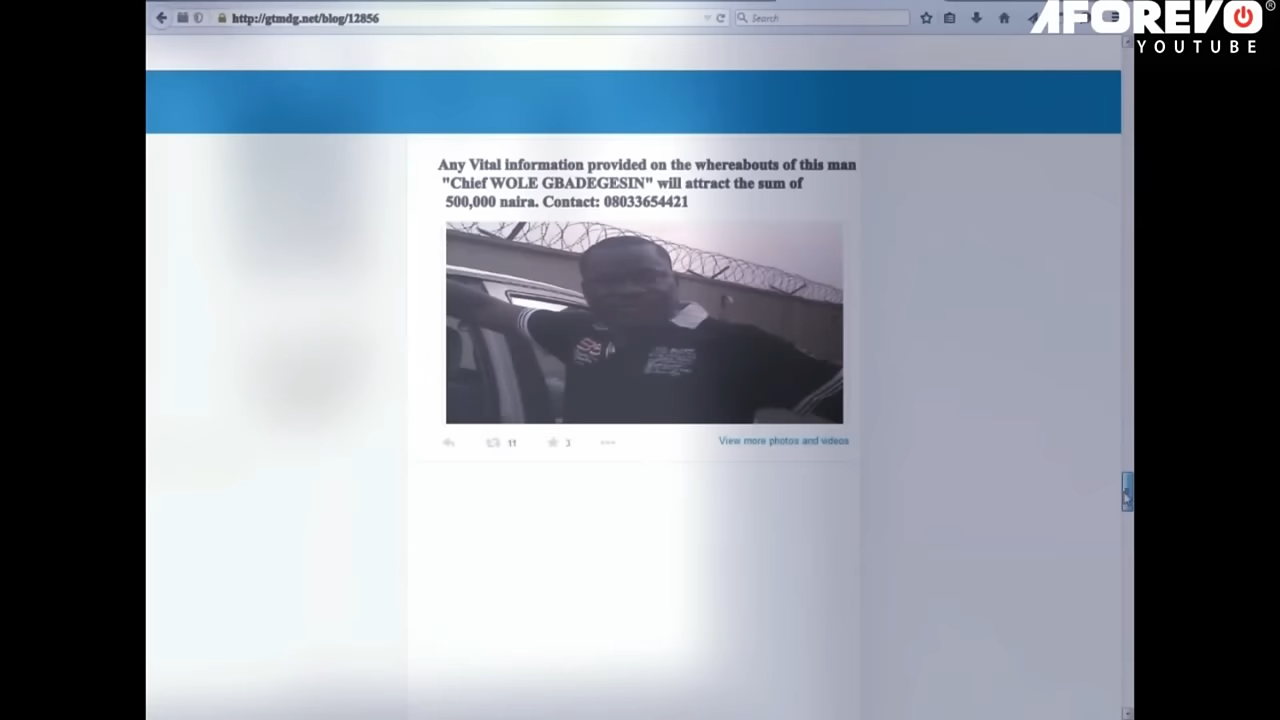 http://gtmdg.net/blog/12856
Search
AFOREVO®
YOUTUBE
Any Vital information provided on the whereabouts of this man
"Chief WOLE GBADEGESIN" will attract the sum of
500,000 naira. Contact: 08033654421
11
3
View more photos and videos